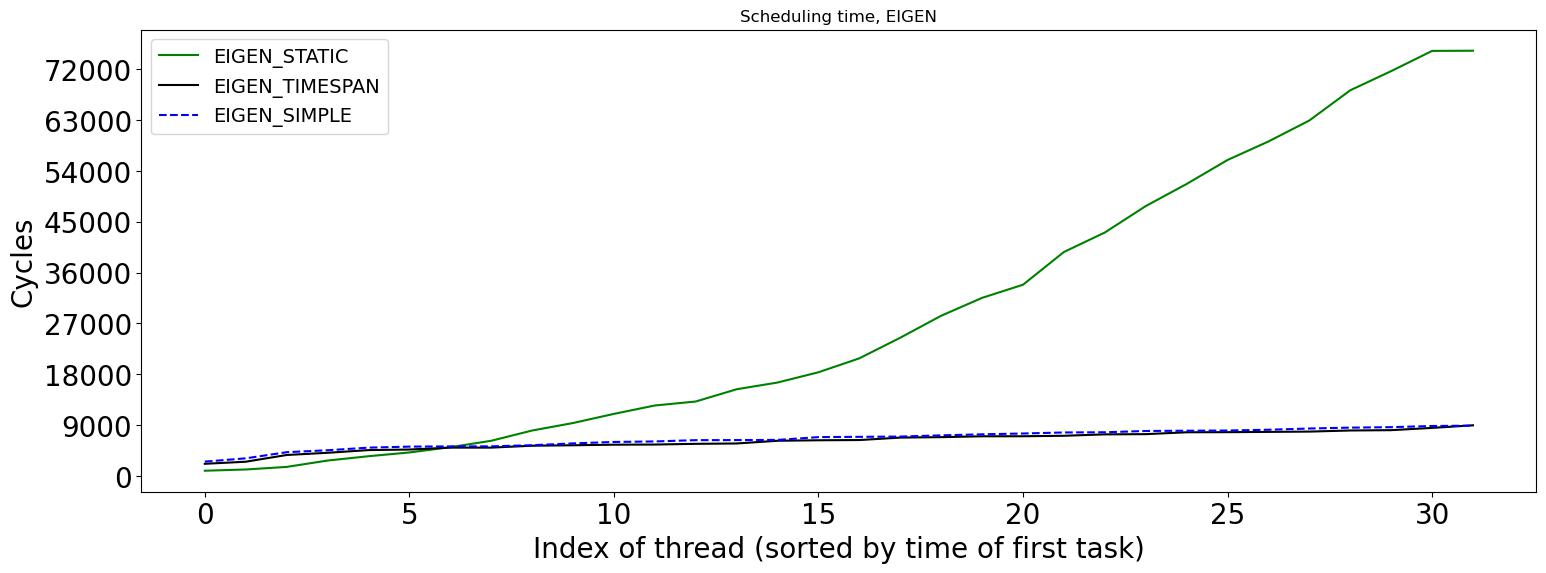 Scheduling time, EIGEN
EIGEN_STATIC
EIGEN_TIMESPAN
EIGEN_SIMPLE
72000
63000
54000
45000
36000
27000
18000
9000
0
Cycles
0 5 10 15 20 25 30
Index of thread (sorted by time of first task)